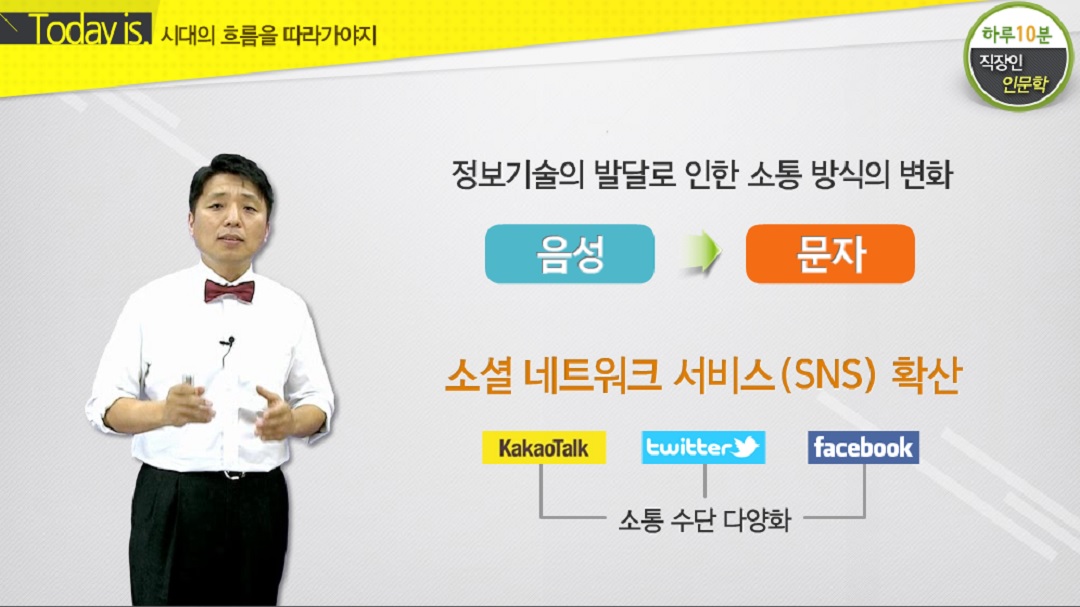 Today is. 시대의 흐름을 따라가야지
하루10분
직장인
인문학
정보기술의 발달로 인한 소통 방식의 변화
음성 문자
소셜 네트워크 서비스(SNS) 확산
KakaoTalk twitter facebook
소통 수단 다양화